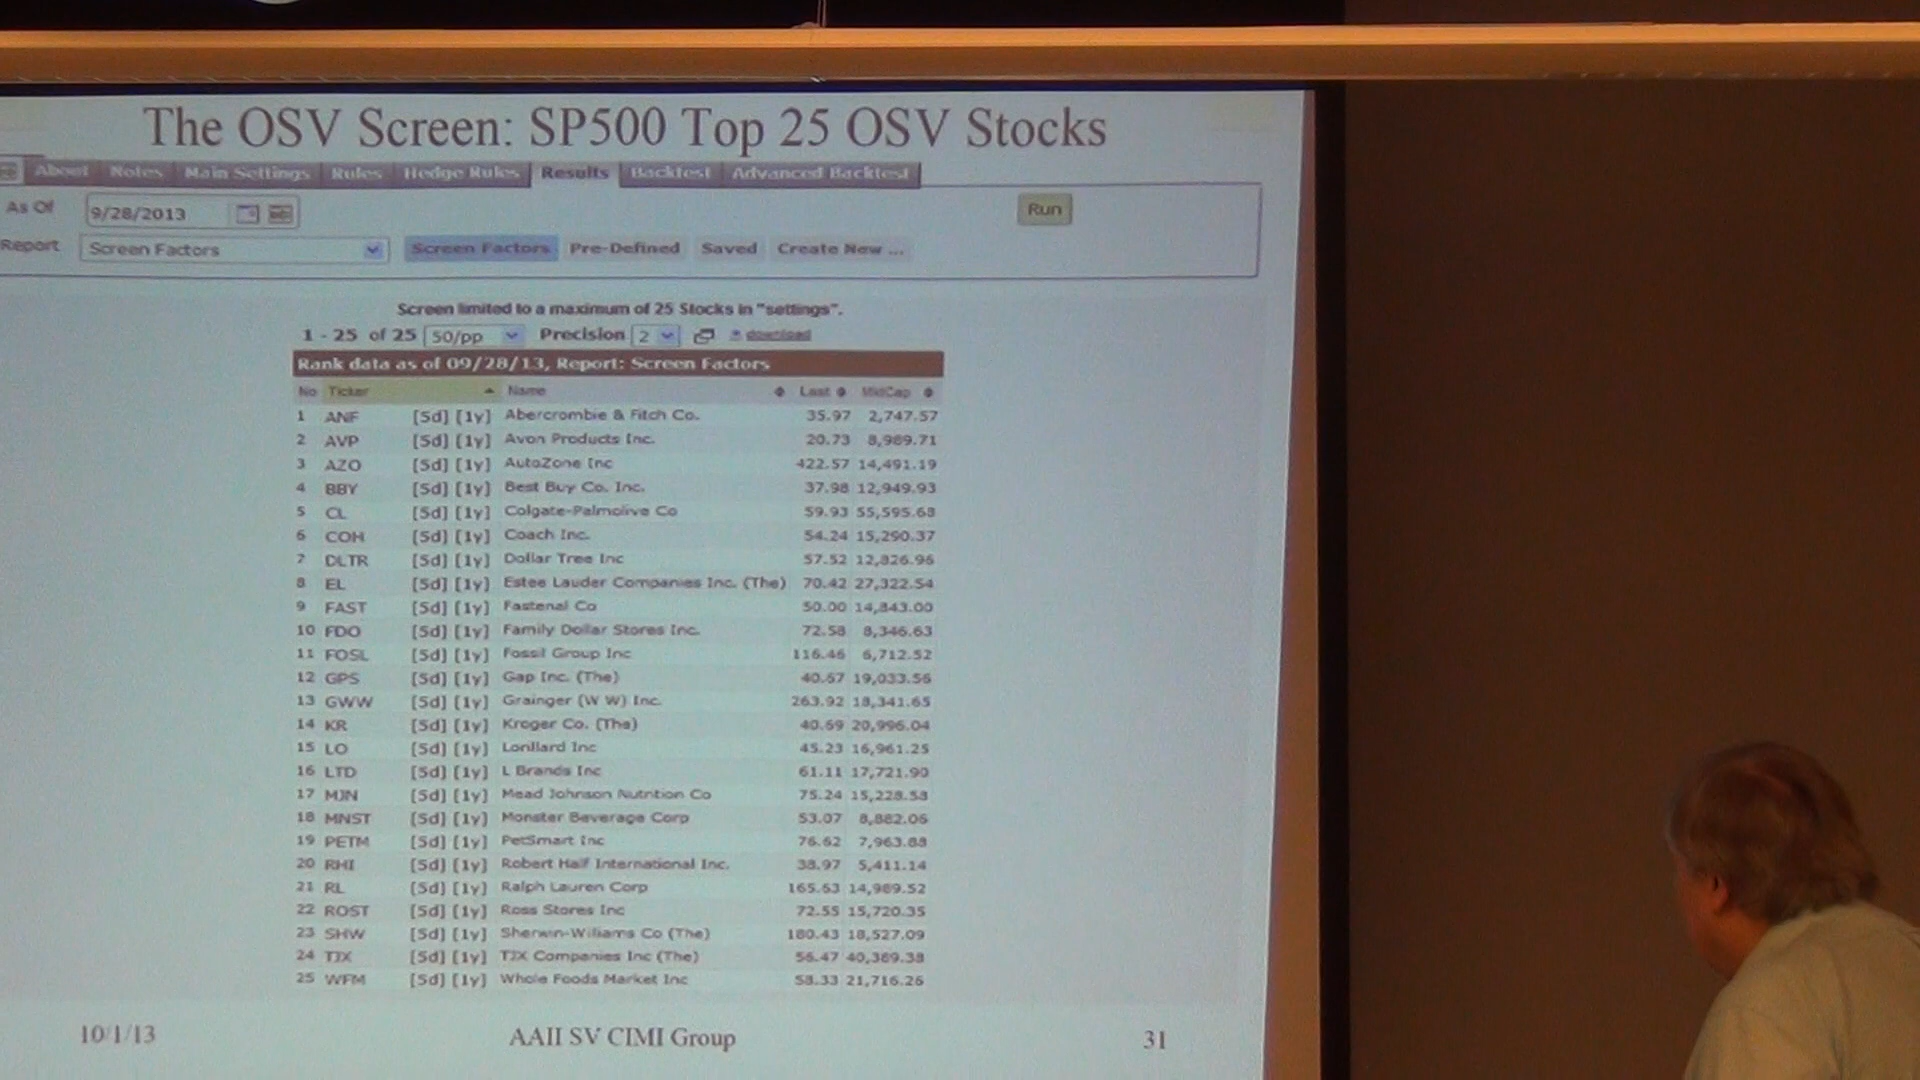 The OSV Screen: SP500 Top 25 OSV Stocks
About Notes Main Settings Rules Hedge Rules Results Backtest Advanced Backtest
As Of 9/28/2013 Run
Report Screen Factors Screen Factors Pre-Defined Saved Create New ...
Screen limited to a maximum of 25 Stocks in "settings".
1 - 25 of 25 50/pp Precision 2 download
Rank data as of 09/28/13, Report: Screen Factors
No Ticker Name Last MktCap
1 ANF [5d] [1y] Abercrombie & Fitch Co. 35.97 2,747.57
2 AVP [5d] [1y] Avon Products Inc. 20.73 8,989.71
3 AZO [5d] [1y] AutoZone Inc 422.57 14,491.19
4 BBY [5d] [1y] Best Buy Co. Inc. 37.98 12,949.93
5 CL [5d] [1y] Colgate-Palmolive Co 59.93 55,595.68
6 COH [5d] [1y] Coach Inc. 54.24 15,290.37
7 DLTR [5d] [1y] Dollar Tree Inc 57.52 12,826.96
8 EL [5d] [1y] Estee Lauder Companies Inc. (The) 70.42 27,322.54
9 FAST [5d] [1y] Fastenal Co 50.00 14,843.00
10 FDO [5d] [1y] Family Dollar Stores Inc. 72.58 8,346.63
11 FOSL [5d] [1y] Fossil Group Inc 116.46 6,712.52
12 GPS [5d] [1y] Gap Inc. (The) 40.67 19,033.56
13 GWW [5d] [1y] Grainger (W W) Inc. 263.92 18,341.65
14 KR [5d] [1y] Kroger Co. (The) 40.69 20,996.04
15 LO [5d] [1y] Lorillard Inc 45.23 16,961.25
16 LTD [5d] [1y] L Brands Inc 61.11 17,721.90
17 MJN [5d] [1y] Mead Johnson Nutrition Co 75.24 15,228.58
18 MNST [5d] [1y] Monster Beverage Corp 53.07 8,882.06
19 PETM [5d] [1y] PetSmart Inc 76.62 7,963.88
20 RHI [5d] [1y] Robert Half International Inc. 38.97 5,411.14
21 RL [5d] [1y] Ralph Lauren Corp 165.63 14,989.52
22 ROST [5d] [1y] Ross Stores Inc 72.55 15,720.35
23 SHW [5d] [1y] Sherwin-Williams Co (The) 180.43 18,527.09
24 TJX [5d] [1y] TJX Companies Inc (The) 56.47 40,389.38
25 WFM [5d] [1y] Whole Foods Market Inc 58.33 21,716.26
10/1/13 AAII SV CIMI Group 31